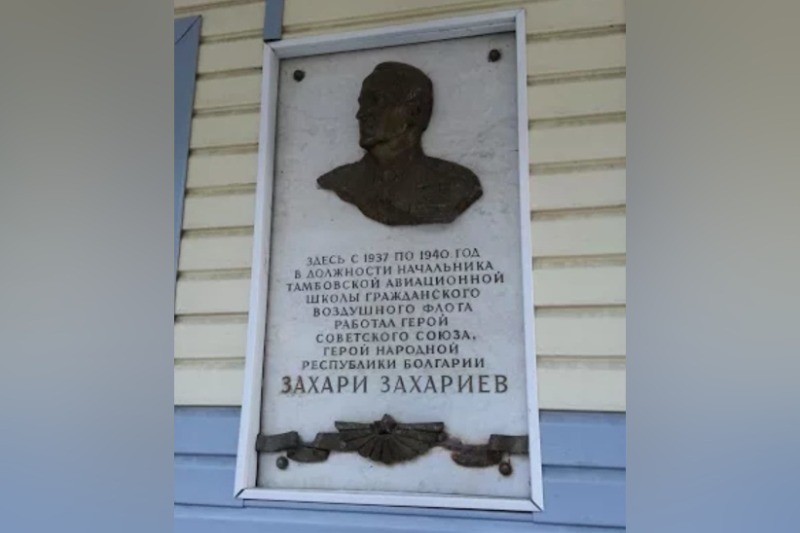 ЗДЕСЬ С 1937 ПО 1940 ГОД
В ДОЛЖНОСТИ НАЧАЛЬНИКА
ТАМБОВСКОЙ АВИАЦИОННОЙ
ШКОЛЫ ГРАЖДАНСКОГО
ВОЗДУШНОГО ФЛОТА
РАБОТАЛ ГЕРОЙ
СОВЕТСКОГО СОЮЗА,
ГЕРОЙ НАРОДНОЙ
РЕСПУБЛИКИ БОЛГАРИИ
ЗАХАРИ ЗАХАРИЕВ